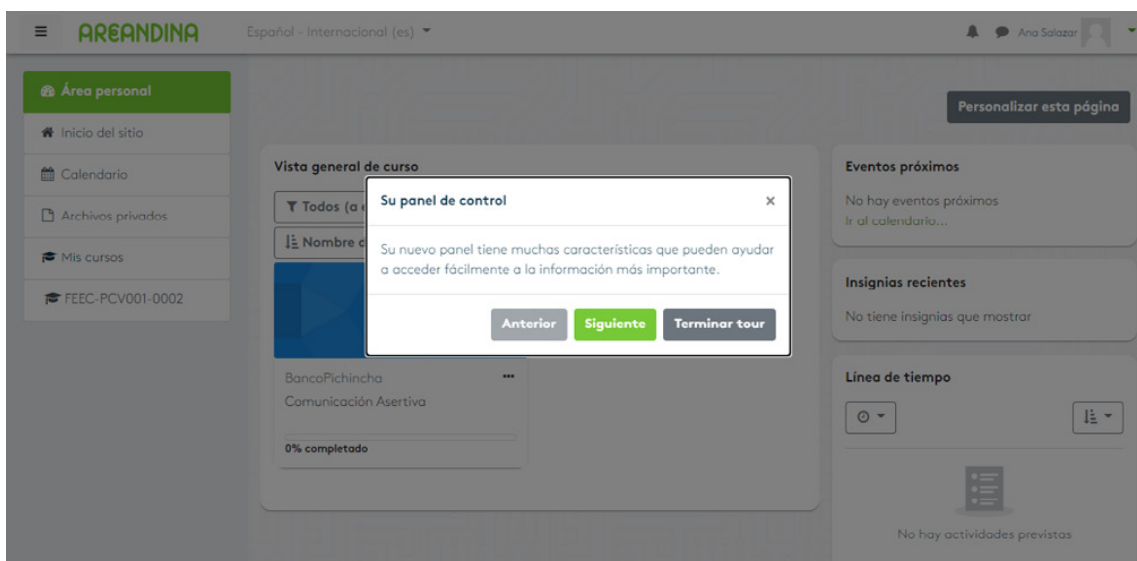 AREANDINA
Español - Internacional (es)
Ana Salazar
Área personal
Inicio del sitio
Calendario
Archivos privados
Mis cursos
FEEC-PCV001-0002
Personalizar esta página
Vista general de curso
Todos (a e
Nombre d
Su panel de control
×
Su nuevo panel tiene muchas características que pueden ayudar
a acceder fácilmente a la información más importante.
Anterior
Siguiente
Terminar tour
BancoPichincha
Comunicación Asertiva
0% completado
Eventos próximos
No hay eventos próximos
Ir al calendario...
Insignias recientes
No tiene insignias que mostrar
Línea de tiempo
No hay actividades previstas